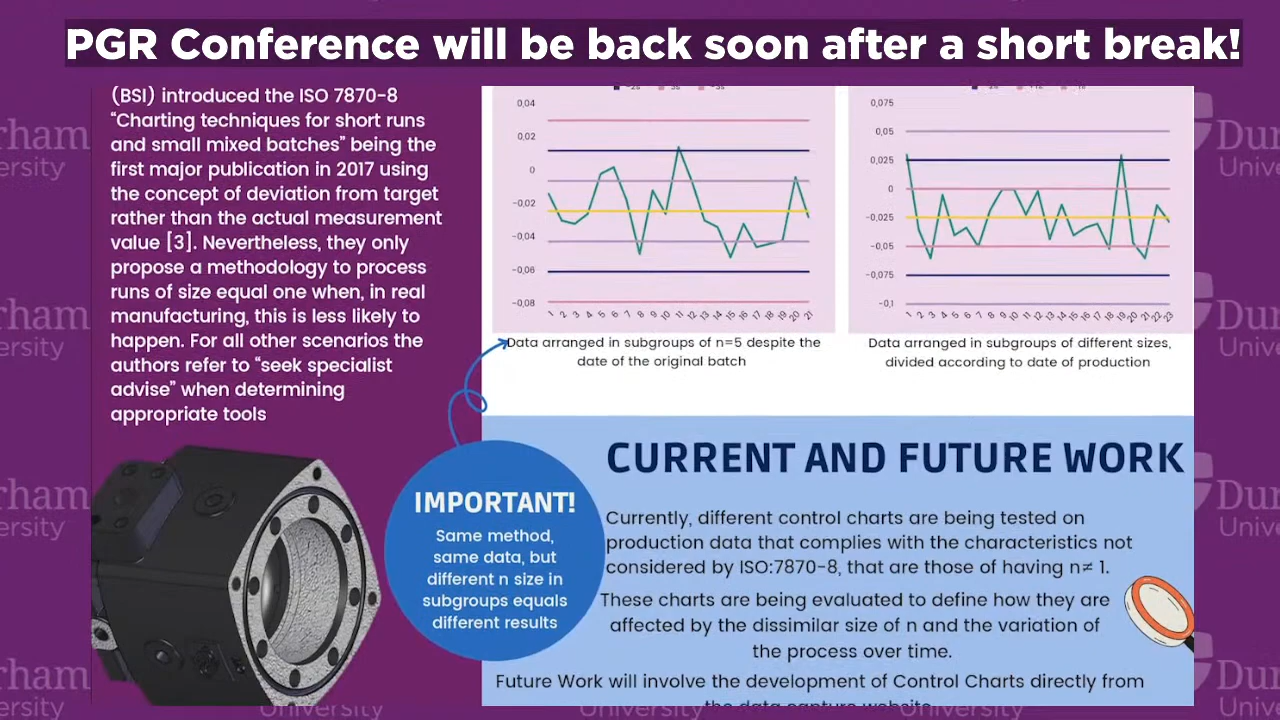 PGR Conference will be back soon after a short break!
(BSI) introduced the ISO 7870-8
“Charting techniques for short runs
and small mixed batches” being the
first major publication in 2017 using
the concept of deviation from target
rather than the actual measurement
value [3]. Nevertheless, they only
propose a methodology to process
runs of size equal one when, in real
manufacturing, this is less likely to
happen. For all other scenarios the
authors refer to “seek specialist
advise” when determining
appropriate tools
0,04
0,02
0
-0,02
-0,04
-0,06
-0,08
1 2 3 4 5 6 7 8 9 10 11 12 13 14 15 16 17 18 19 20 21
Data arranged in subgroups of n=5 despite the
date of the original batch
0,075
0,05
0,025
0
-0,025
-0,05
-0,075
-0,1
1 2 3 4 5 6 7 8 9 10 11 12 13 14 15 16 17 18 19 20 21 22 23
Data arranged in subgroups of different sizes,
divided according to date of production
IMPORTANT!
Same method,
same data, but
different n size in
subgroups equals
different results
CURRENT AND FUTURE WORK
Currently, different control charts are being tested on
production data that complies with the characteristics not
considered by ISO:7870-8, that are those of having n≠ 1.
These charts are being evaluated to define how they are
affected by the dissimilar size of n and the variation of
the process over time.
Future Work will involve the development of Control Charts directly from
the data capture website